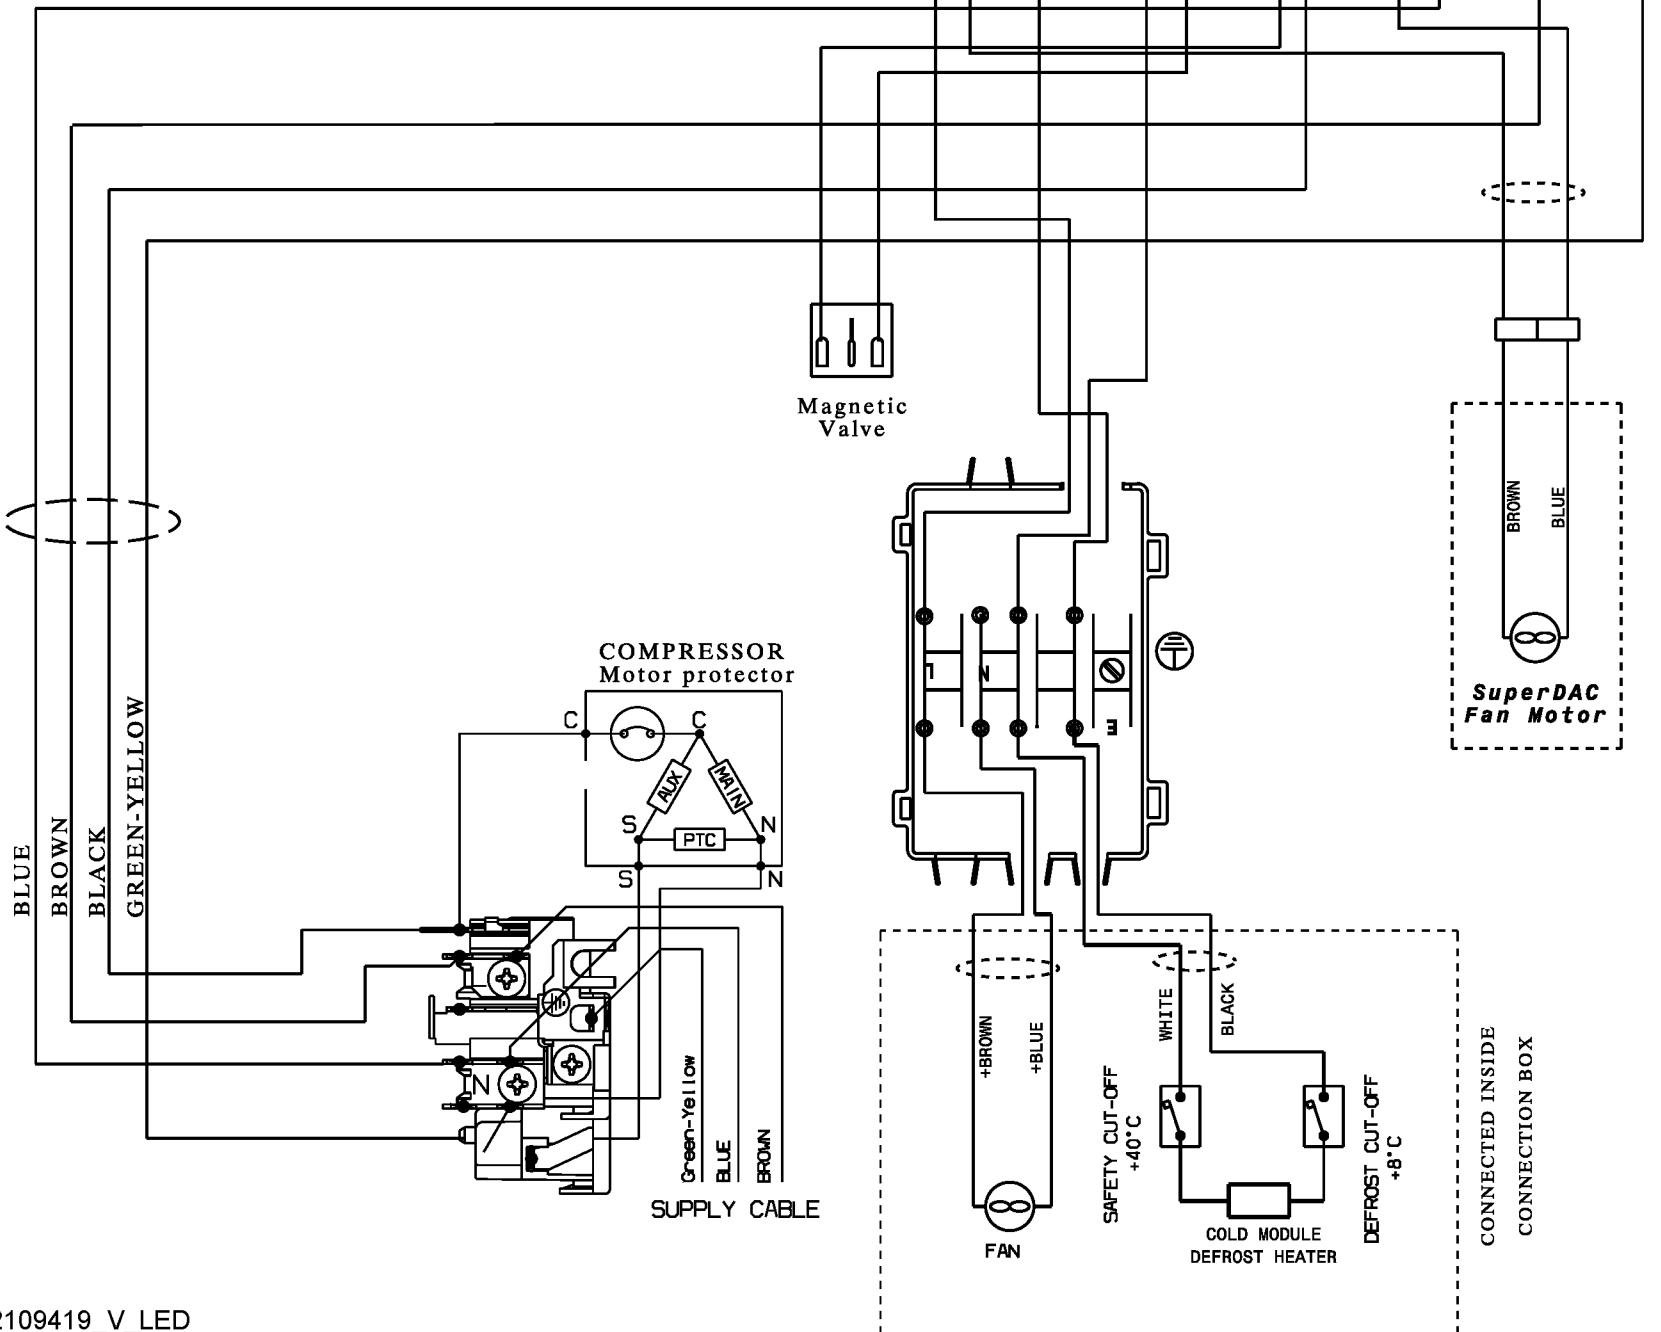 Magnetic
Valve
BROWN
BLUE
SuperDAC
Fan Motor
COMPRESSOR
Motor protector
C
C
AUX
MAIN
S
PTC
N
S
N
L
N
E
BLUE
BROWN
BLACK
GREEN-YELLOW
N
Green-Yellow
BLUE
BROWN
SUPPLY CABLE
+BROWN
+BLUE
FAN
WHITE
BLACK
SAFETY CUT-OFF
+40°C
DEFROST CUT-OFF
+8°C
COLD MODULE
DEFROST HEATER
CONNECTED INSIDE
CONNECTION BOX
2109419_V_LED